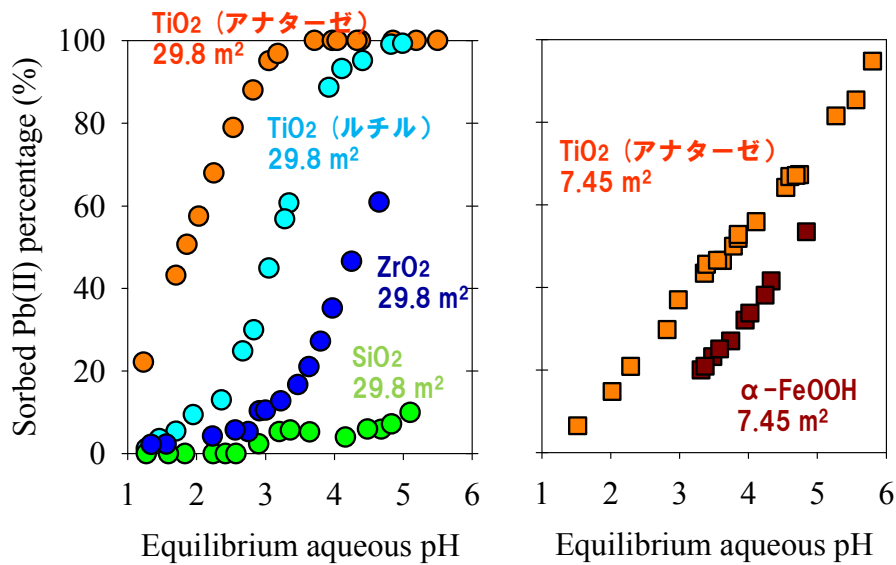 Sorbed Pb(II) percentage (%)
100
80
60
40
20
0
TiO2 (アナターゼ)
29.8 m²
TiO2 (ルチル)
29.8 m²
ZrO2
29.8 m²
SiO2
29.8 m²
1 2 3 4 5 6
Equilibrium aqueous pH
TiO2 (アナターゼ)
7.45 m²
α-FeOOH
7.45 m²
1 2 3 4 5 6
Equilibrium aqueous pH